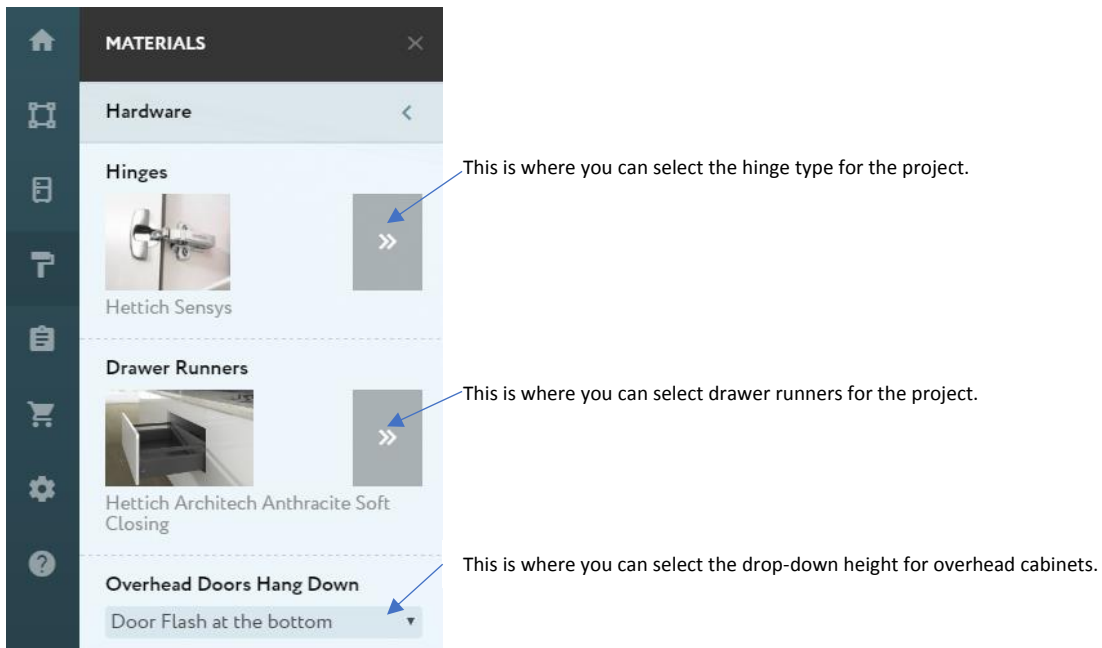 MATERIALS
Hardware
Hinges
This is where you can select the hinge type for the project.
Hettich Sensys
Drawer Runners
This is where you can select drawer runners for the project.
Hettich Architech Anthracite Soft
Closing
This is where you can select the drop-down height for overhead cabinets.
Overhead Doors Hang Down
Door Flash at the bottom